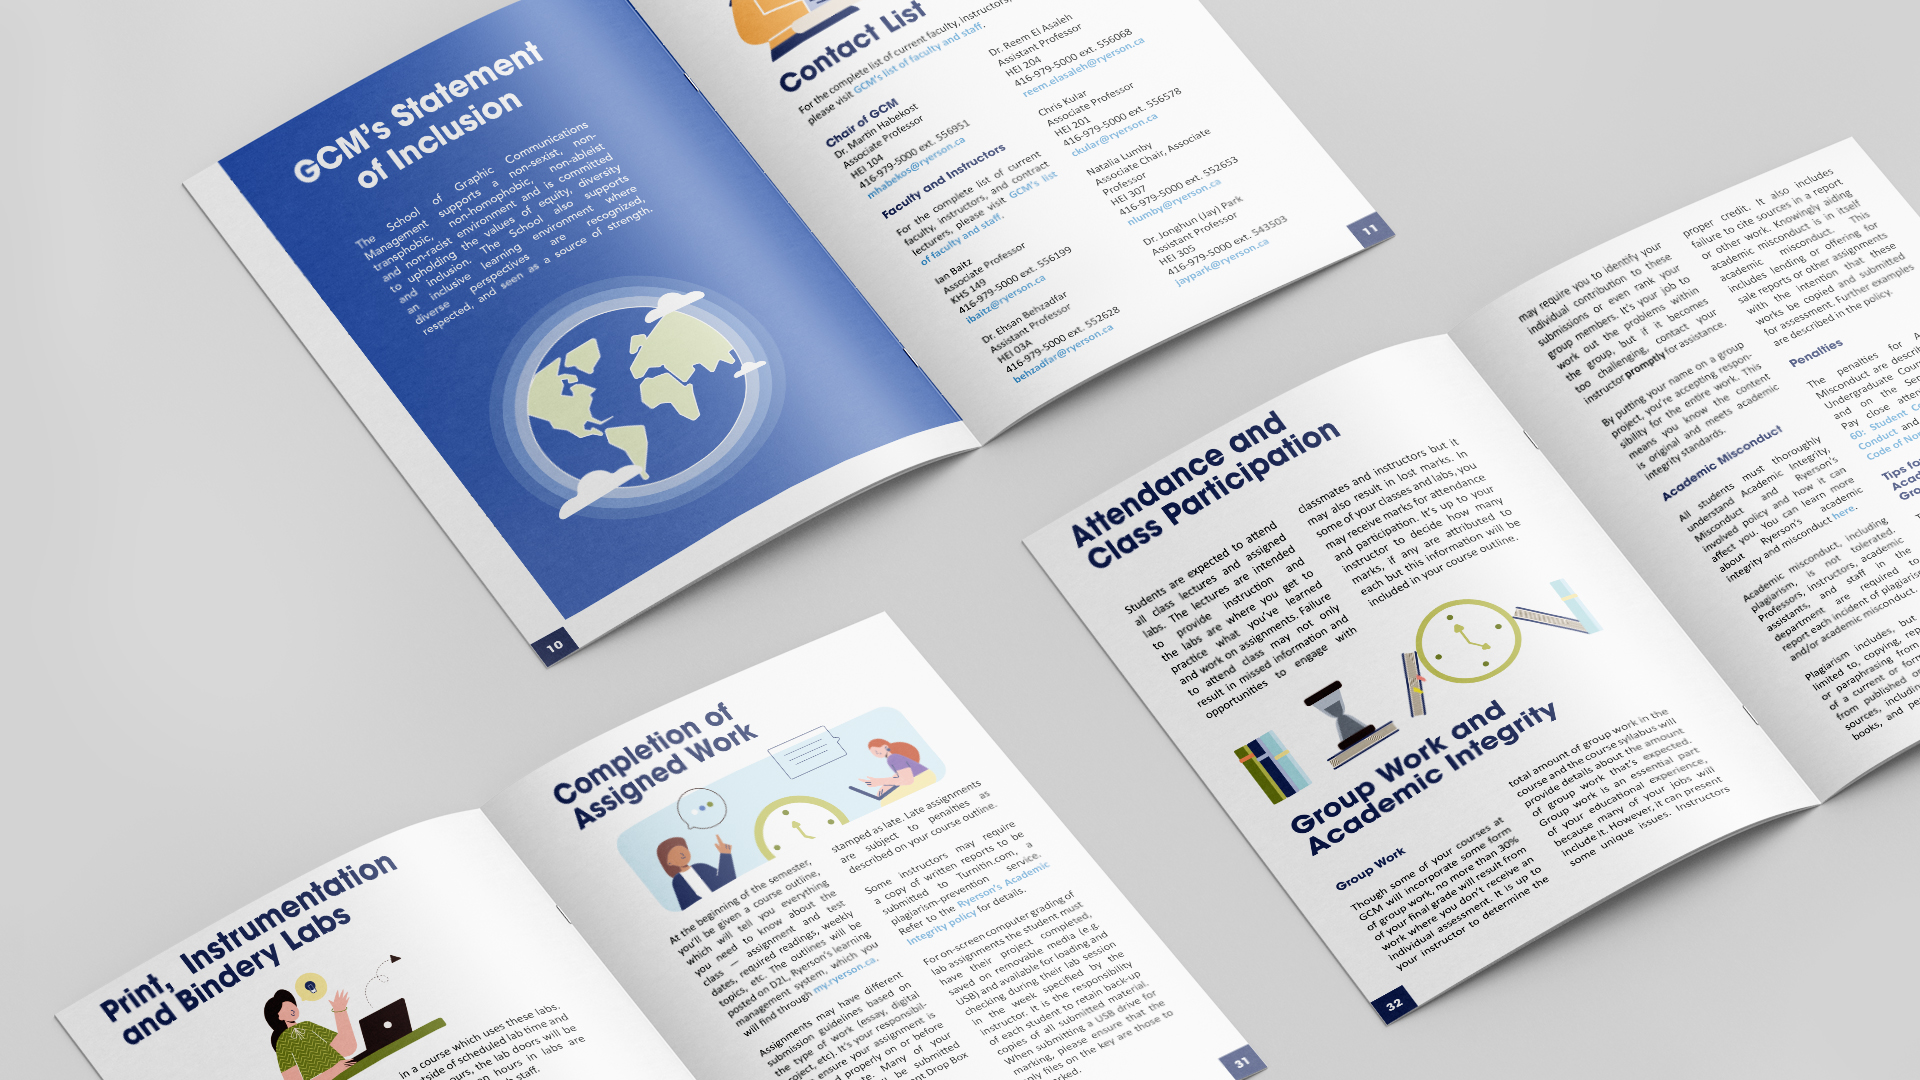 GCM's Statement
of Inclusion
The School of Graphic Communications
Management supports a non-sexist, non-
transphobic, non-homophobic, non-ableist
and non-racist environment and is committed
to upholding the values of equity, diversity
and inclusion. The School also supports
an inclusive learning environment where
diverse perspectives are recognized,
respected, and seen as a source of strength.
10
Contact List
For the complete list of current faculty, instructors,
please visit GCM's list of faculty and staff.
Chair of GCM
Dr. Martin Habekost
Associate Professor
HEI 104
416-979-5000 ext. 556951
mhabekos@ryerson.ca
Faculty and Instructors
For the complete list of current
faculty, instructors, and contract
lecturers, please visit GCM's list
of faculty and staff.
Ian Baitz
Associate Professor
KHS 149
416-979-5000 ext. 556199
ibaitz@ryerson.ca
Dr. Ehsan Behzadfar
Assistant Professor
HEI 03A
416-979-5000 ext. 552628
behzadfar@ryerson.ca
Dr. Reem El Asaleh
Assistant Professor
HEI 204
416-979-5000 ext. 556068
reem.elasaleh@ryerson.ca
Chris Kular
Associate Professor
HEI 201
416-979-5000 ext. 556578
ckular@ryerson.ca
Natalia Lumby
Associate Chair, Associate
Professor
HEI 307
416-979-5000 ext. 552653
nlumby@ryerson.ca
Dr. Jonghun (Jay) Park
Assistant Professor
HEI 305
416-979-5000 ext. 543503
jaypark@ryerson.ca
11
Print, Instrumentation
and Bindery Labs
in a course which uses these labs.
of scheduled lab time and
the lab doors will be
hours in labs are
staff.
Completion of
Assigned Work
At the beginning of the semester,
you'll be given a course outline,
which will tell you everything
you need to know about the
class — assignment and test
dates, required readings, weekly
topics, etc. The outlines will be
posted on D2L, Ryerson's learning
management system, which you
will find through my.ryerson.ca.
Assignments may have different
submission guidelines based on
the type of work (essay, digital
project, etc). It's your responsibil-
ensure your assignment is
properly on or before
Many of your
be submitted
Drop Box
stamped as late. Late assignments
are subject to penalties as
described on your course outline.
Some instructors may require
a copy of written reports to be
submitted to Turnitin.com, a
plagiarism-prevention service.
Refer to the Ryerson's Academic
Integrity policy for details.
For on-screen computer grading of
lab assignments the student must
have their project completed,
saved on removable media (e.g.
USB) and available for loading and
checking during their lab session
in the week specified by the
instructor. It is the responsibility
of each student to retain back-up
copies of all submitted material.
When submitting a USB drive for
marking, please ensure that the
only files on the key are those to
31
Attendance and
Class Participation
Students are expected to attend
all class lectures and assigned
labs. The lectures are intended
to provide instruction and
the labs are where you get to
practice what you've learned
and work on assignments. Failure
to attend class may not only
result in missed information and
opportunities to engage with
classmates and instructors but it
may also result in lost marks. In
some of your classes and labs, you
may receive marks for attendance
and participation. It's up to your
instructor to decide how many
marks, if any are attributed to
each but this information will be
included in your course outline.
Group Work and
Academic Integrity
Group Work
Though some of your courses at
GCM will incorporate some form
of group work, no more than 30%
of your final grade will result from
work where you don't receive an
individual assessment. It is up to
your instructor to determine the
total amount of group work in the
course and the course syllabus will
provide details about the amount
of group work that's expected.
Group work is an essential part
of your educational experience,
because many of your jobs will
include it. However, it can present
some unique issues. Instructors
32
may require you to identify your
individual contribution to these
submissions or even rank your
group members. It's your job to
work out the problems within
the group, but if it becomes
too challenging, contact your
instructor promptly for assistance.
By putting your name on a group
project, you're accepting respon-
sibility for the entire work. This
means you know the content
is original and meets academic
integrity standards.
Academic Misconduct
All students must thoroughly
understand Academic Integrity,
Misconduct and Ryerson's
involved policy and how it can
affect you. You can learn more
about Ryerson's academic
integrity and misconduct here.
Academic misconduct, including
plagiarism, is not tolerated.
Professors, instructors, academic
assistants, and staff in the
department are required to
report each incident of plagiarism
and/or academic misconduct.
Plagiarism includes, but
limited to, copying,
or paraphrasing from
of a current or
from published
sources, including
books, and
proper credit. It also includes
failure to cite sources in a report
or other work. Knowingly aiding
academic misconduct is in itself
academic misconduct. This
includes lending or offering for
sale reports or other assignments
with the intention that these
works be copied and submitted
for assessment. Further examples
are described in the policy.
Penalties
The penalties for
Misconduct are
Undergraduate
and on the
Pay close
60: Student
Conduct and
Code of
Tips for